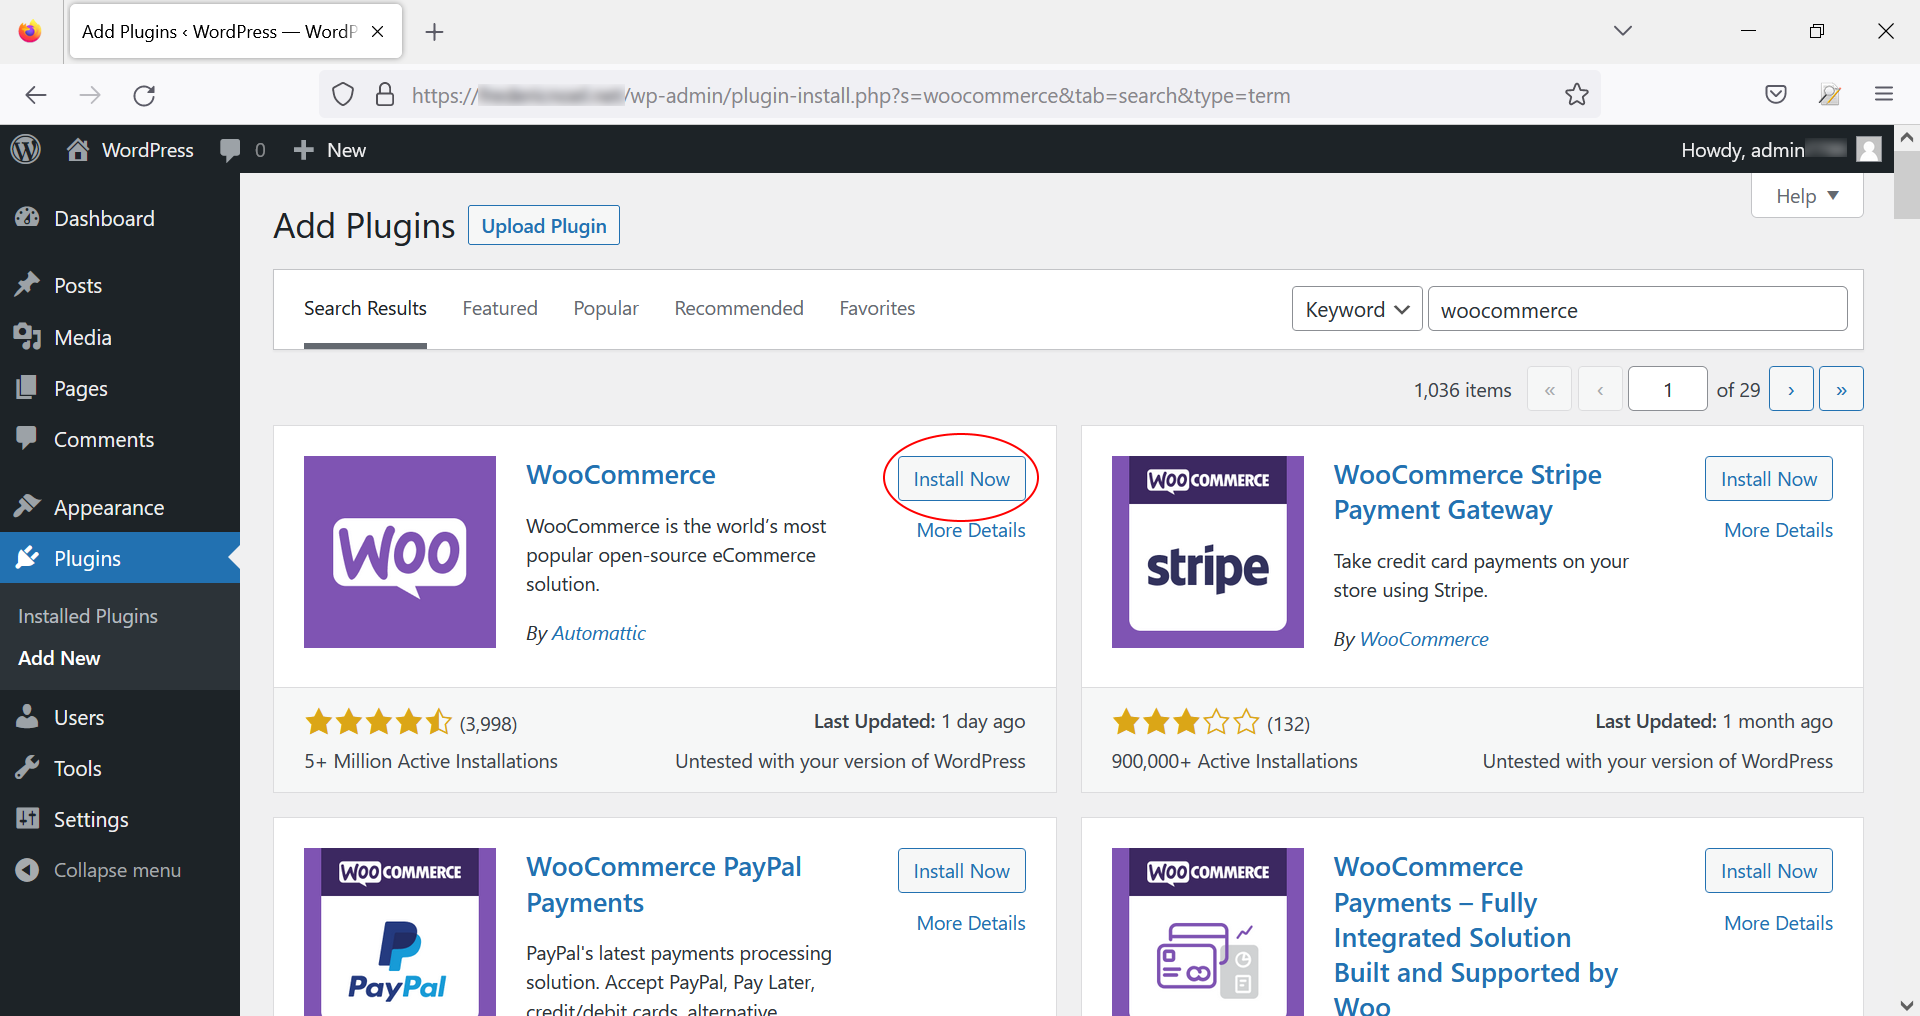 Add Plugins ‹ WordPress — WordP
https:// /wp-admin/plugin-install.php?s=woocommerce&tab=search&type=term
WordPress 0 New
Howdy, admin
Help
Dashboard
Posts
Media
Pages
Comments
Appearance
Plugins
Installed Plugins
Add New
Users
Tools
Settings
Collapse menu
Add Plugins Upload Plugin
Search Results Featured Popular Recommended Favorites
Keyword woocommerce
1,036 items « ‹ 1 of 29 › »
WOO
WooCommerce
Install Now
More Details
WooCommerce is the world’s most
popular open-source eCommerce
solution.
By Automattic
(3,998)
Last Updated: 1 day ago
5+ Million Active Installations
Untested with your version of WordPress
WOO COMMERCE
stripe
WooCommerce Stripe
Payment Gateway
Install Now
More Details
Take credit card payments on your
store using Stripe.
By WooCommerce
(132)
Last Updated: 1 month ago
900,000+ Active Installations
Untested with your version of WordPress
WOO COMMERCE
PayPal
WooCommerce PayPal
Payments
Install Now
More Details
PayPal's latest payments processing
solution. Accept PayPal, Pay Later,
credit/debit cards, alternative
WOO COMMERCE
WooCommerce
Payments – Fully
Integrated Solution
Built and Supported by
Woo
Install Now
More Details